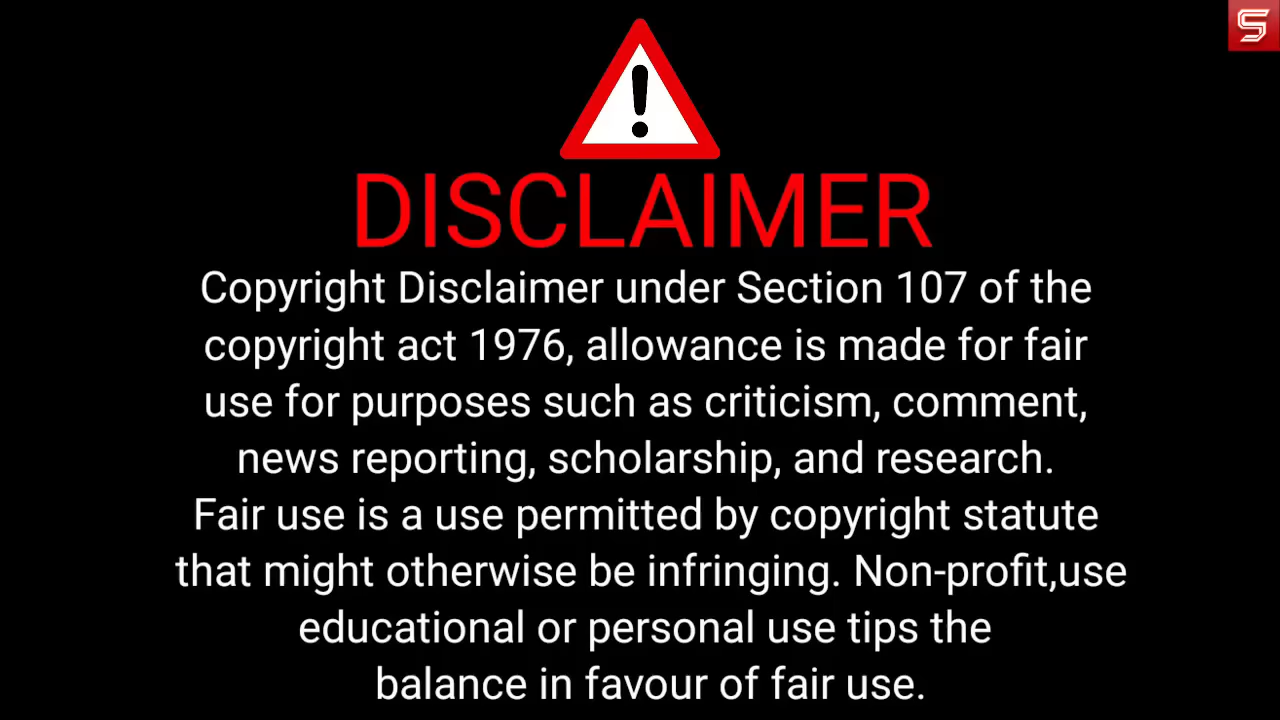 S
DISCLAIMER
Copyright Disclaimer under Section 107 of the
copyright act 1976, allowance is made for fair
use for purposes such as criticism, comment,
news reporting, scholarship, and research.
Fair use is a use permitted by copyright statute
that might otherwise be infringing. Non-profit,use
educational or personal use tips the
balance in favour of fair use.